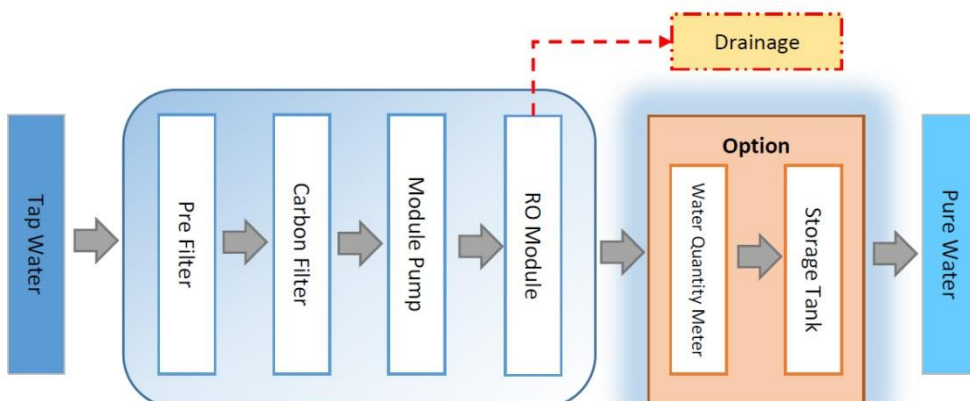 Drainage
Tap Water
Pre Filter
Carbon Filter
Module Pump
RO Module
Option
Water Quantity Meter
Storage Tank
Pure Water